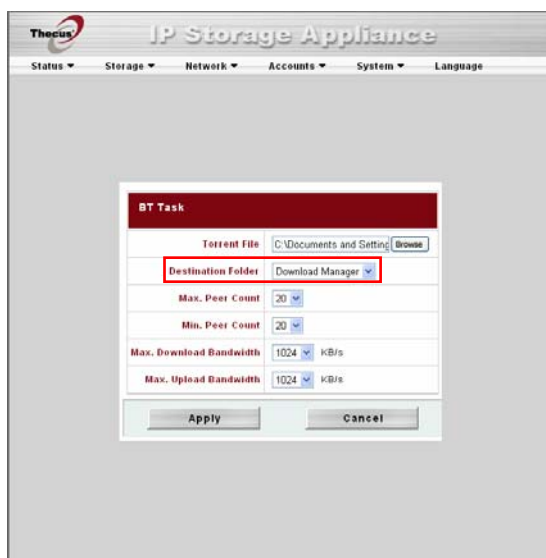 Thecus
IP Storage Appliance
Status Storage Network Accounts System Language
BT Task
Torrent File C:\Documents and Setting Browse
Destination Folder Download Manager
Max. Peer Count 20
Min. Peer Count 20
Max. Download Bandwidth 1024 KB/s
Max. Upload Bandwidth 1024 KB/s
Apply Cancel